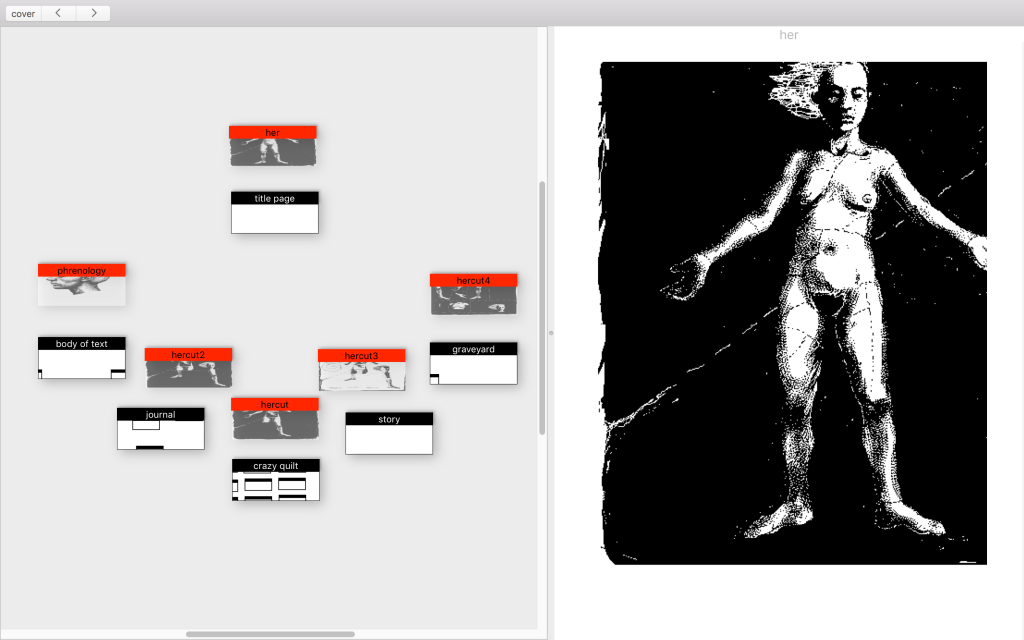 cover
her
her
title page
phrenology
hercut4
body of text
hercut2
hercut3
graveyard
hercut
journal
story
crazy quilt